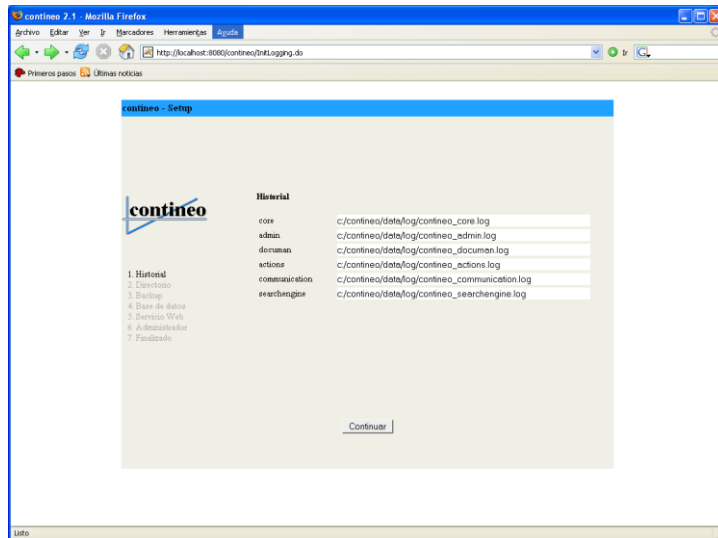 contineo 2.1 - Mozilla Firefox
Archivo Editar Ver Ir Marcadores Herramientas Ayuda
http://localhost:8080/contineo/InitLogging.do Ir
Primeros pasos Últimas noticias
contineo - Setup
contineo
1. Historial
2. Directorio
3. Backup
4. Base de datos
5. Servicio Web
6. Administrador
7. Finalizado
Historial
core c:/contineo/data/log/contineo_core.log
admin c:/contineo/data/log/contineo_admin.log
documan c:/contineo/data/log/contineo_documan.log
actions c:/contineo/data/log/contineo_actions.log
communication c:/contineo/data/log/contineo_communication.log
searchengine c:/contineo/data/log/contineo_searchengine.log
Continuar
Listo